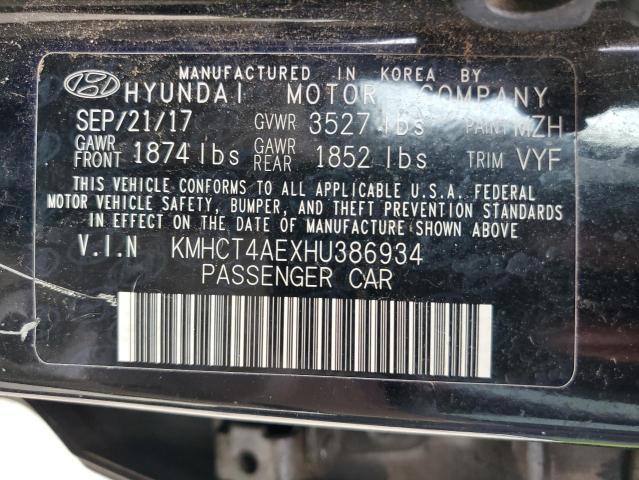 MANUFACTURED IN KOREA BY
HYUNDAI MOTOR COMPANY
SEP/21/17 GVWR 3527 lbs PAINT MZH
GAWR FRONT 1874 lbs GAWR REAR 1852 lbs TRIM VYF
THIS VEHICLE CONFORMS TO ALL APPLICABLE U.S.A. FEDERAL
MOTOR VEHICLE SAFETY, BUMPER, AND THEFT PREVENTION STANDARDS
IN EFFECT ON THE DATE OF MANUFACTURE SHOWN ABOVE.
V.I.N KMHCT4AEXHU386934
PASSENGER CAR